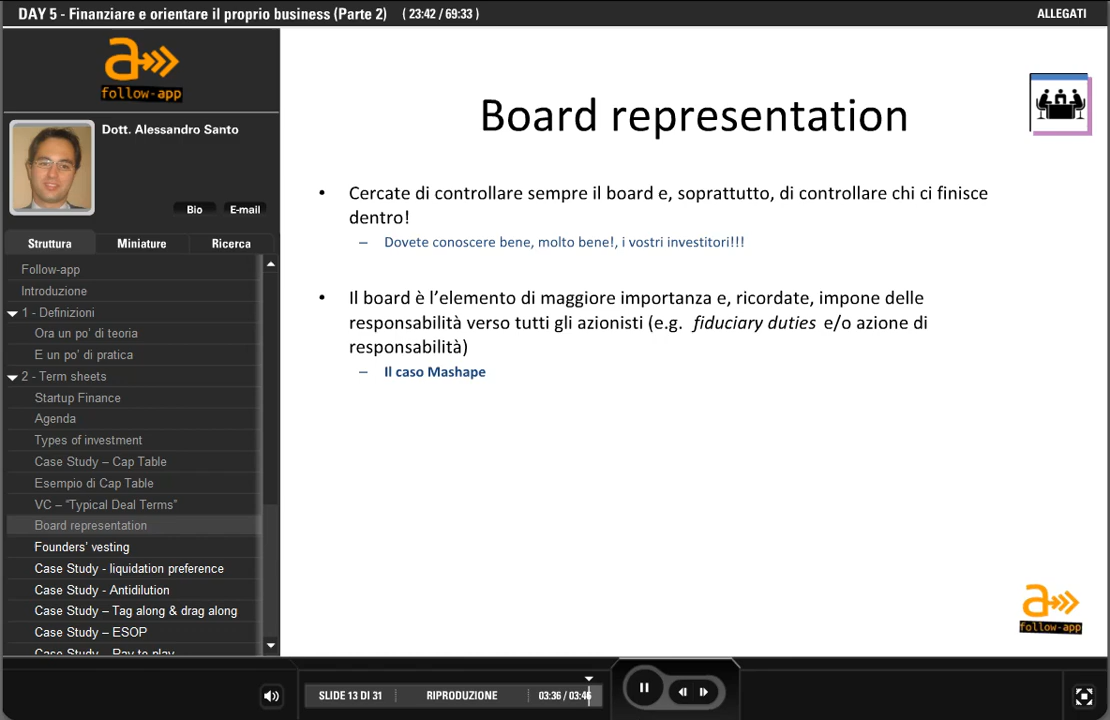 DAY 5 - Finanziare e orientare il proprio business (Parte 2) ( 23:42 / 69:33 )
ALLEGATI
a
follow-app
Dott. Alessandro Santo
Bio
E-mail
Struttura
Miniature
Ricerca
Follow-app
Introduzione
1 - Definizioni
Ora un po' di teoria
E un po' di pratica
2 - Term sheets
Startup Finance
Agenda
Types of investment
Case Study – Cap Table
Esempio di Cap Table
VC – “Typical Deal Terms”
Board representation
Founders' vesting
Case Study - liquidation preference
Case Study - Antidilution
Case Study – Tag along & drag along
Case Study – ESOP
Case Study – Pay to play
Board representation
• Cercate di controllare sempre il board e, soprattutto, di controllare chi ci finisce
dentro!
– Dovete conoscere bene, molto bene!, i vostri investitori!!!
• Il board è l’elemento di maggiore importanza e, ricordate, impone delle
responsabilità verso tutti gli azionisti (e.g. fiduciary duties e/o azione di
responsabilità)
– Il caso Mashape
a
follow-app
SLIDE 13 DI 31
RIPRODUZIONE
03:36 / 03:46